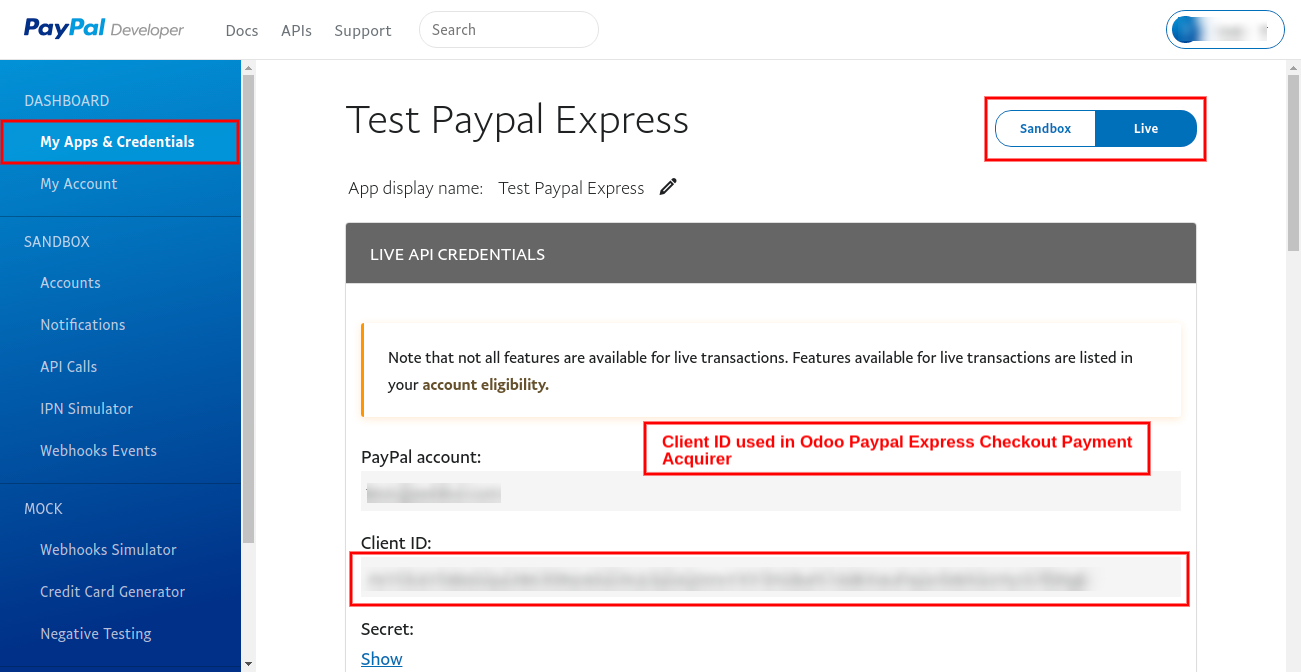 PayPal Developer
Docs APIs Support Search
DASHBOARD
My Apps & Credentials
My Account
SANDBOX
Accounts
Notifications
API Calls
IPN Simulator
Webhooks Events
MOCK
Webhooks Simulator
Credit Card Generator
Negative Testing
Test Paypal Express
Sandbox Live
App display name: Test Paypal Express
LIVE API CREDENTIALS
Note that not all features are available for live transactions. Features available for live transactions are listed in
your account eligibility.
Client ID used in Odoo Paypal Express Checkout Payment
Acquirer
PayPal account:
Client ID:
Secret:
Show